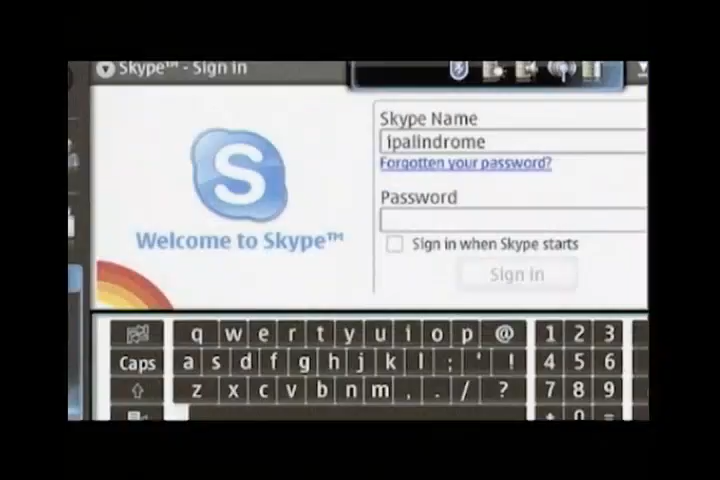 Skype™ - Sign in
Skype Name
ipalindrome
Forgotten your password?
Password
S
Welcome to Skype™
Sign in when Skype starts
Sign in
q w e r t y u i o p @ 1 2 3
Caps a s d f g h j k l ; ' ! 4 5 6
z x c v b n m , . / ? 7 8 9
+ 0 =